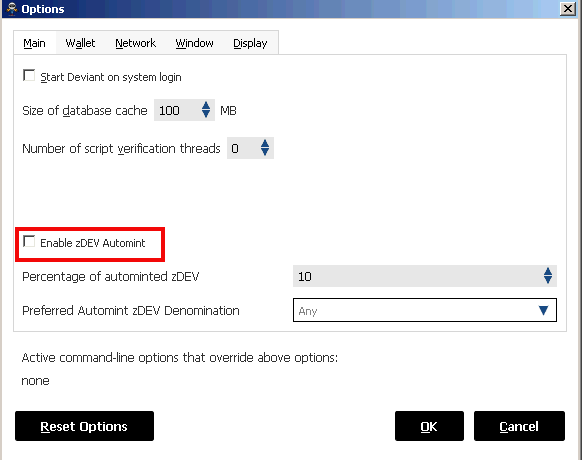 Options
Main Wallet Network Window Display
Start Deviant on system login
Size of database cache 100 MB
Number of script verification threads 0
Enable zDEV Automint
Percentage of autominted zDEV 10
Preferred Automint zDEV Denomination Any
Active command-line options that override above options:
none
Reset Options OK Cancel